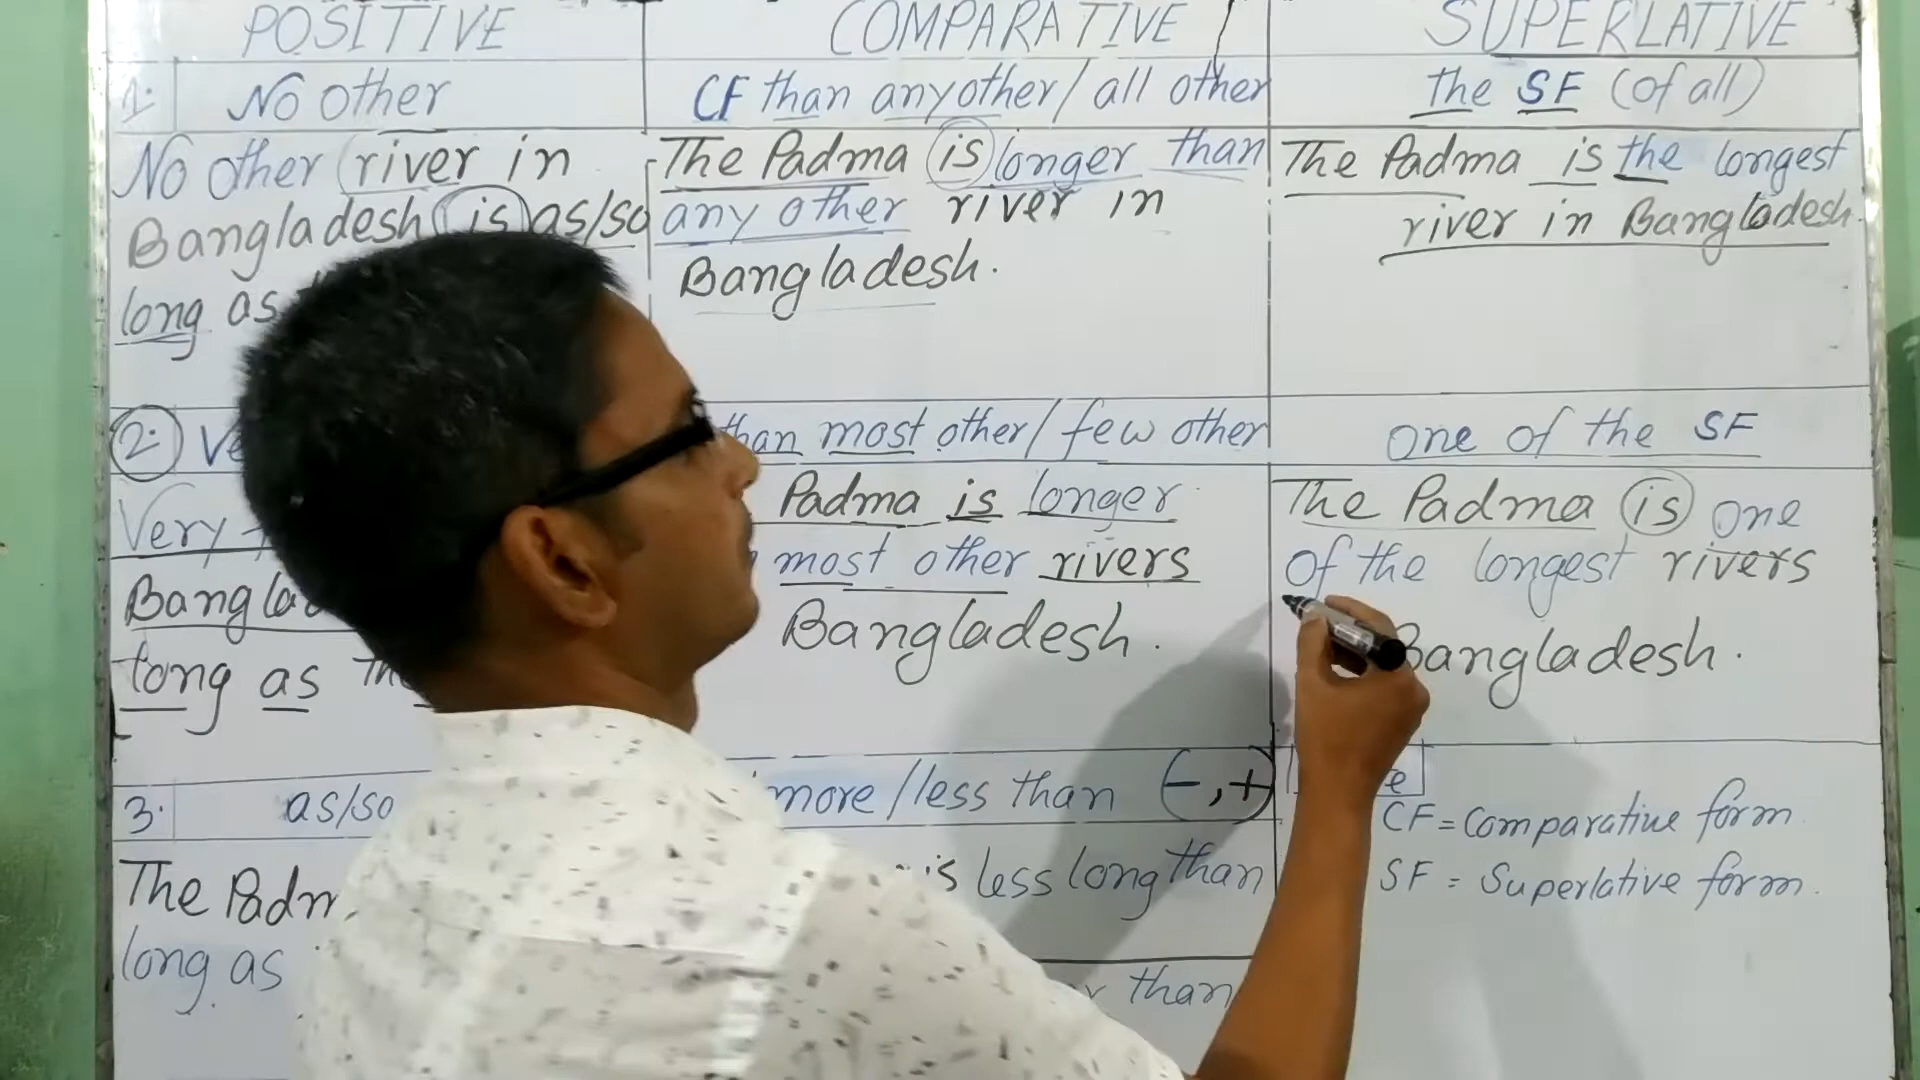 POSITIVE
COMPARATIVE
SUPERLATIVE
1.
No other
CF than any other / all other
the SF (of all)
No other river in
Bangladesh is as/so
long as
The Padma is longer than
any other river in
Bangladesh.
The Padma is the longest
river in Bangladesh.
2.
than most other / few other
one of the SF
Very
long as
Padma is longer
most other rivers
Bangladesh.
The Padma is one
of the longest rivers
Bangladesh.
3.
as/so
more / less than (-, +)
CF = Comparative form
SF = Superlative form.
The
long as
is less long than
than